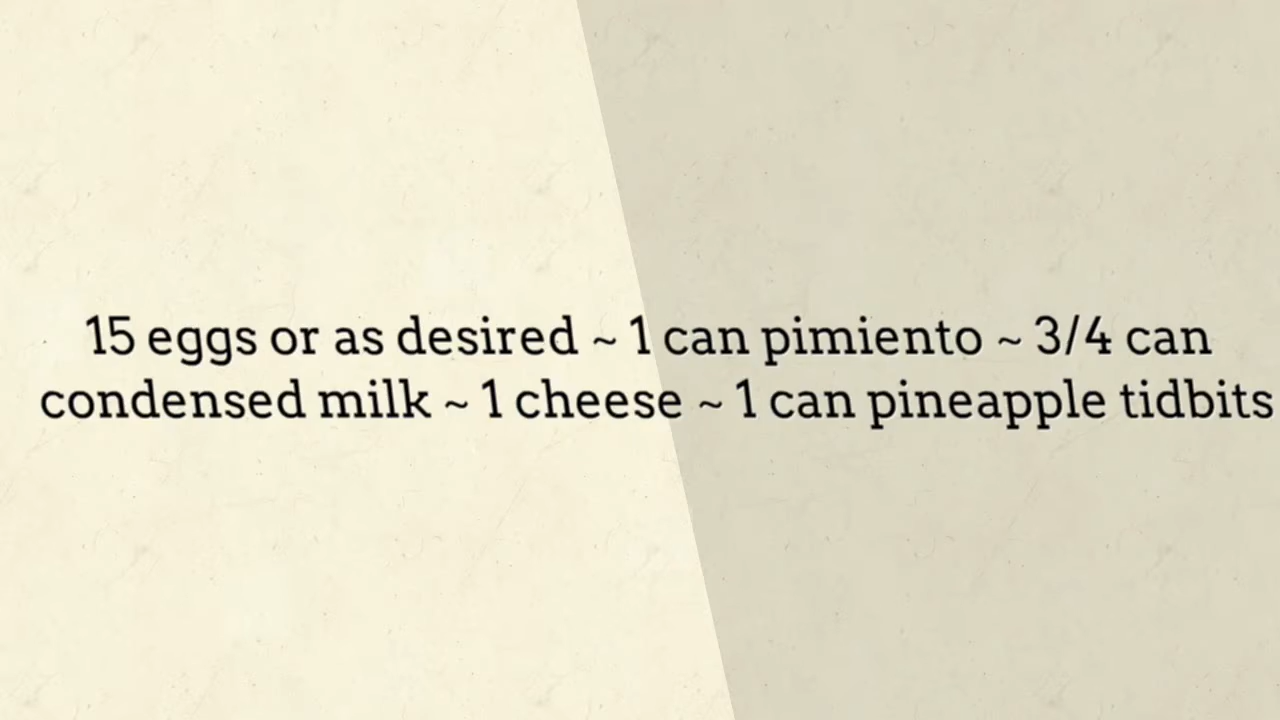 15 eggs or as desired ~ 1 can pimiento ~ 3/4 can
condensed milk ~ 1 cheese ~ 1 can pineapple tidbits